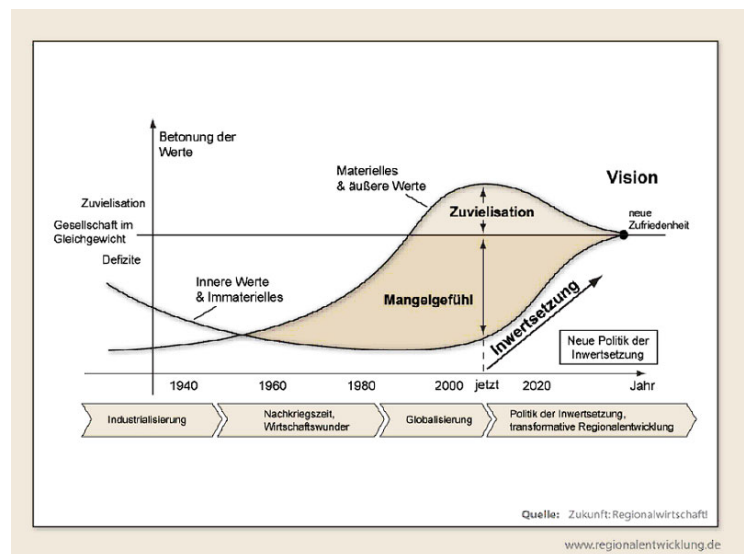 Betonung der
Werte
Materielles
& äußere Werte
Vision
Zuvielisation
Zuvielisation
neue
Zufriedenheit
Gesellschaft im
Gleichgewicht
Defizite
Innere Werte
& Immaterielles
Mangelgefühl
Inwertsetzung
Neue Politik der
Inwertsetzung
1940 1960 1980 2000 jetzt 2020 Jahr
Industrialisierung
Nachkriegszeit,
Wirtschaftswunder
Globalisierung
Politik der Inwertsetzung,
transformative Regionalentwicklung
Quelle: Zukunft:Regionalwirtschaft!
www.regionalentwicklung.de